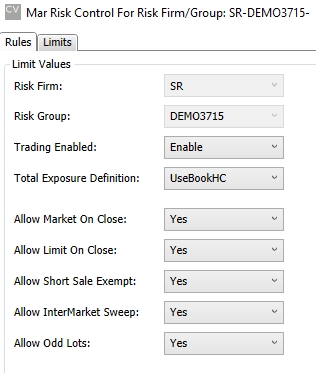 CV Mar Risk Control For Risk Firm/Group: SR-DEMO3715-
Rules Limits
Limit Values
Risk Firm: SR
Risk Group: DEMO3715
Trading Enabled: Enable
Total Exposure Definition: UseBookHC
Allow Market On Close: Yes
Allow Limit On Close: Yes
Allow Short Sale Exempt: Yes
Allow InterMarket Sweep: Yes
Allow Odd Lots: Yes